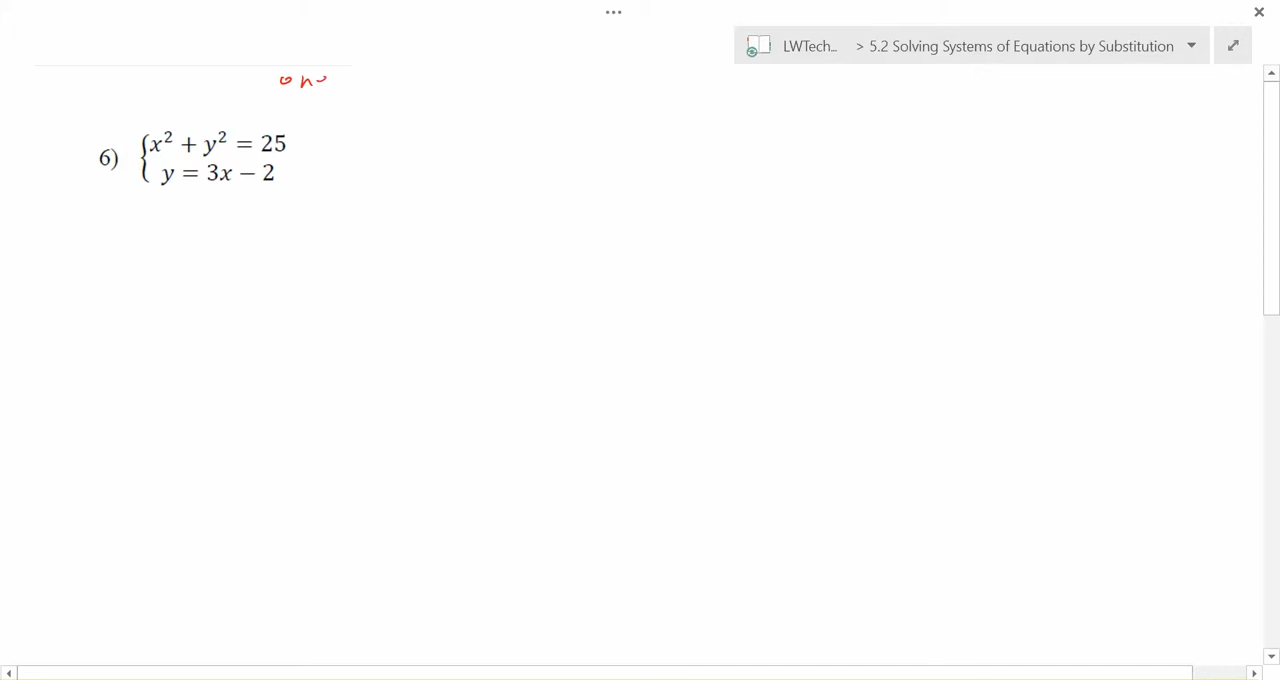 LWTech.. > 5.2 Solving Systems of Equations by Substitution
6) {x² + y² = 25
y = 3x − 2